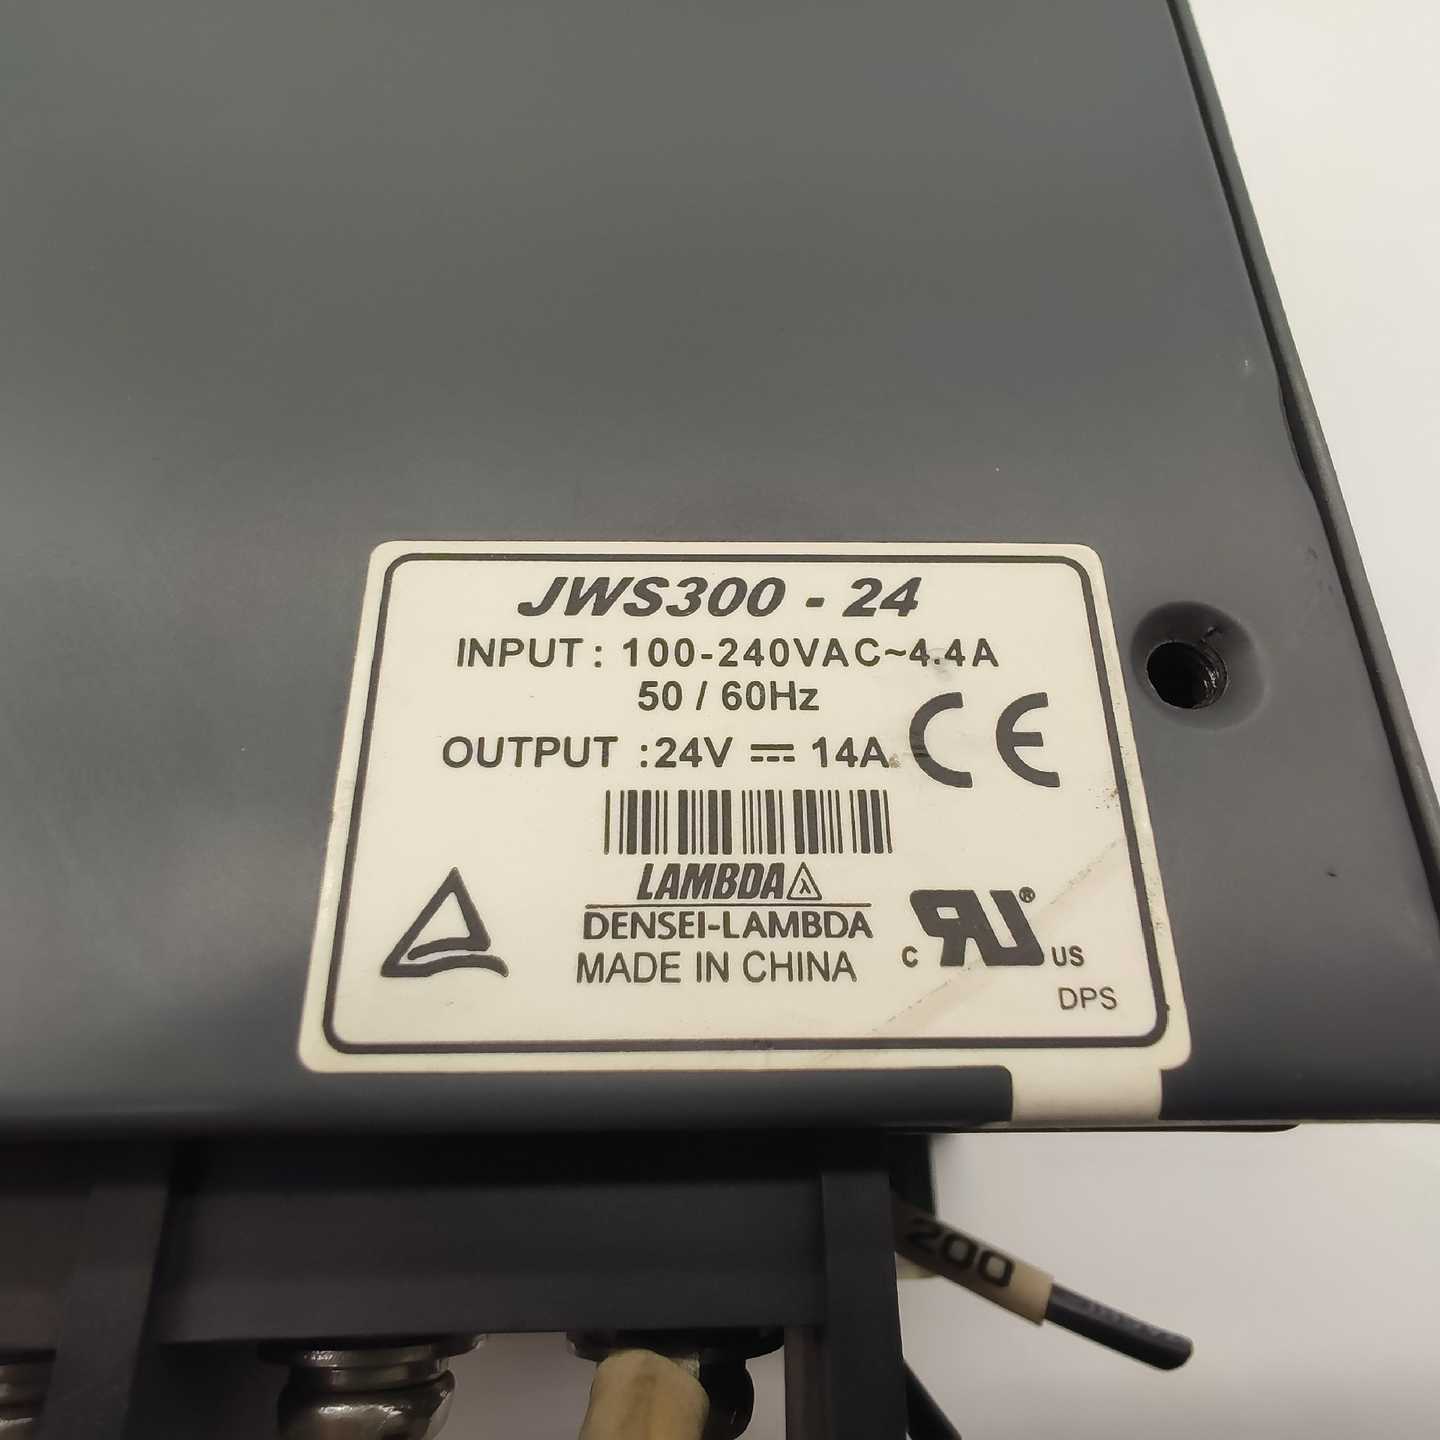 JWS300 - 24
INPUT : 100-240VAC~4.4A
50 / 60Hz
OUTPUT : 24V ⎓ 14A
CE
LAMBDA λ
DENSEI-LAMBDA
MADE IN CHINA
C RU® US
DPS
200